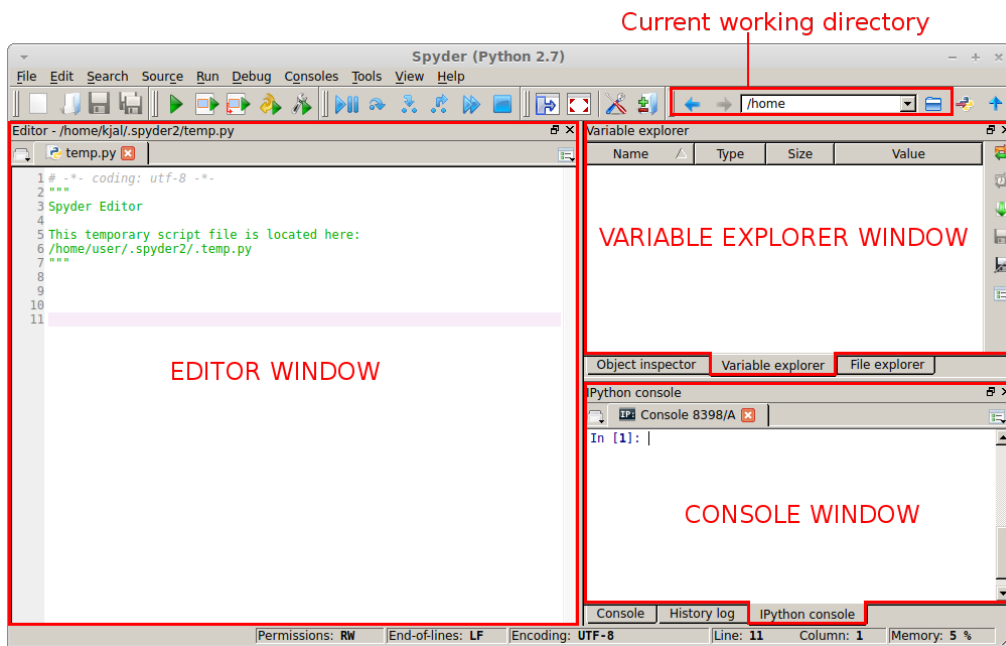 Current working directory
Spyder (Python 2.7)
File Edit Search Source Run Debug Consoles Tools View Help
/home
Editor - /home/kjal/.spyder2/temp.py
temp.py
1 # -*- coding: utf-8 -*-
2 """
3 Spyder Editor
4
5 This temporary script file is located here:
6 /home/user/.spyder2/.temp.py
7 """
8
9
10
11
EDITOR WINDOW
Variable explorer
Name Type Size Value
VARIABLE EXPLORER WINDOW
Object inspector Variable explorer File explorer
IPython console
IP: Console 8398/A
In [1]:
CONSOLE WINDOW
Console History log IPython console
Permissions: RW End-of-lines: LF Encoding: UTF-8 Line: 11 Column: 1 Memory: 5 %